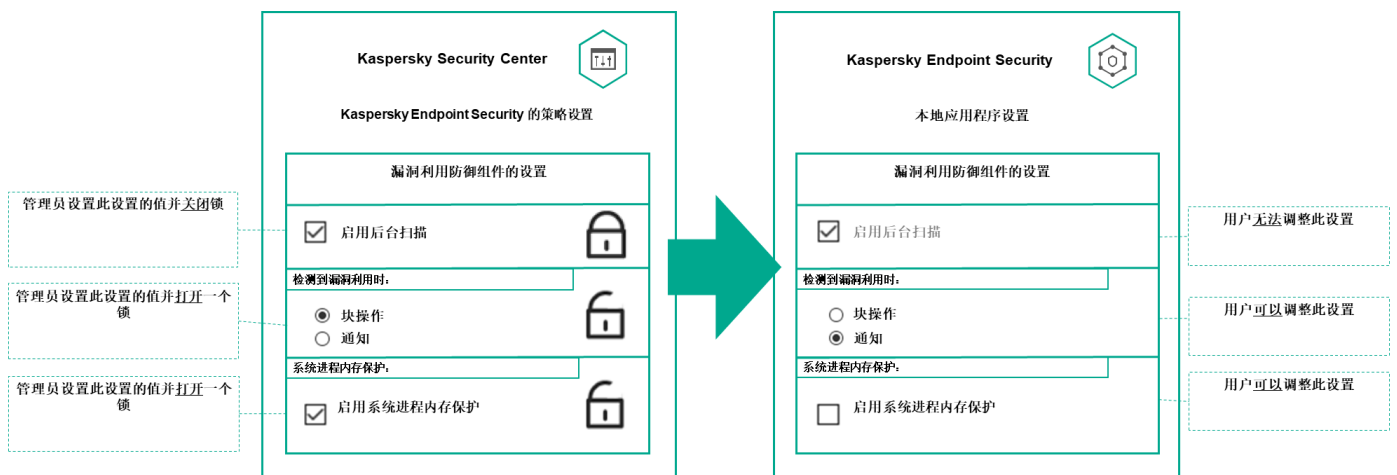 Kaspersky Security Center
Kaspersky Endpoint Security 的策略设置
漏洞利用防御组件的设置
管理员设置此设置的值并关闭锁
启用后台扫描
检测到漏洞利用时:
管理员设置此设置的值并打开一个
锁
块操作
通知
系统进程内存保护:
管理员设置此设置的值并打开一个
锁
启用系统进程内存保护
Kaspersky Endpoint Security
本地应用程序设置
漏洞利用防御组件的设置
启用后台扫描
用户无法调整此设置
检测到漏洞利用时:
块操作
通知
用户可以调整此设置
系统进程内存保护:
启用系统进程内存保护
用户可以调整此设置